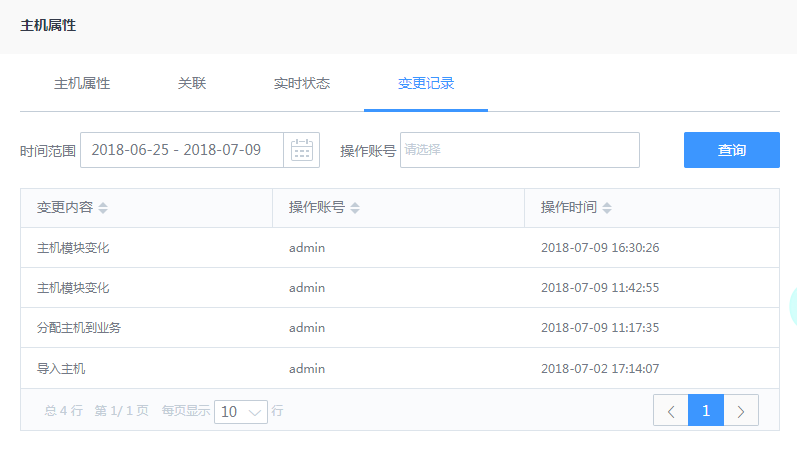 主机属性
主机属性 关联 实时状态 变更记录
时间范围 2018-06-25 - 2018-07-09 操作账号 请选择 查询
变更内容 操作账号 操作时间
主机模块变化 admin 2018-07-09 16:30:26
主机模块变化 admin 2018-07-09 11:42:55
分配主机到业务 admin 2018-07-09 11:17:35
导入主机 admin 2018-07-02 17:14:07
总 4 行 第 1/ 1 页 每页显示 10 行 1